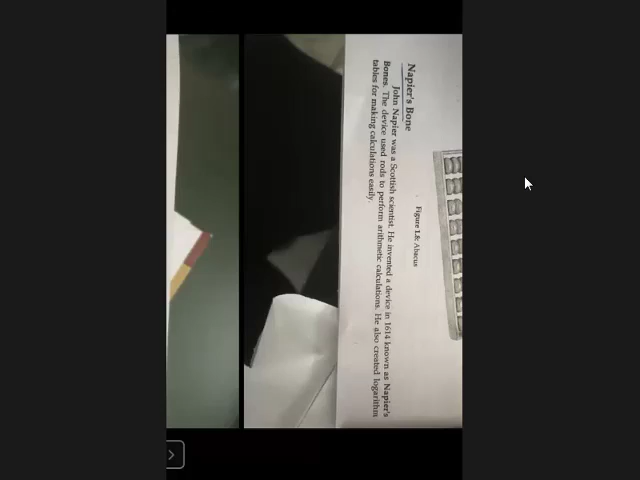 Figure 1.8: Abacus
Napier's Bone
John Napier was a Scottish scientist. He invented a device in 1614 known as Napier's
Bones. The device used rods to perform arithmetic calculations. He also created logarithm
tables for making calculations easily.